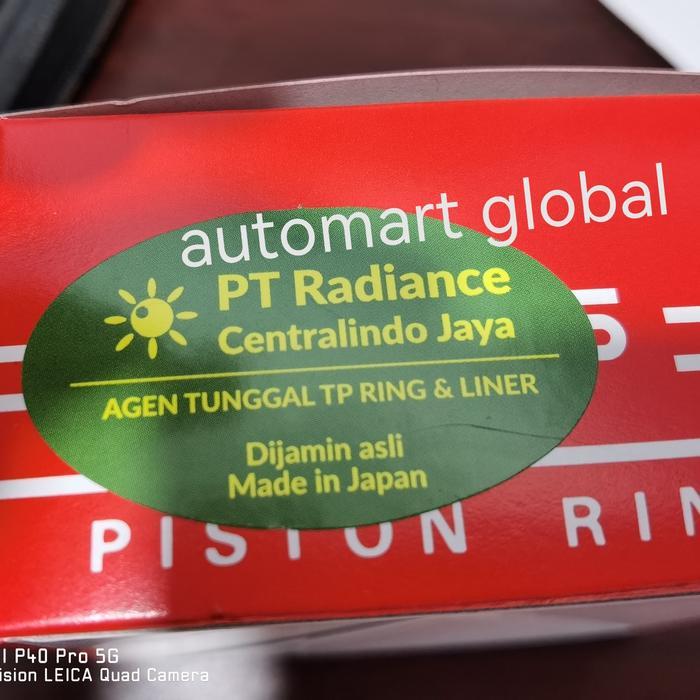 automart global
PT Radiance
Centralindo Jaya
AGEN TUNGGAL TP RING & LINER
Dijamin asli
Made in Japan
PISTON RIN
P40 Pro 5G
LEICA Quad Camera